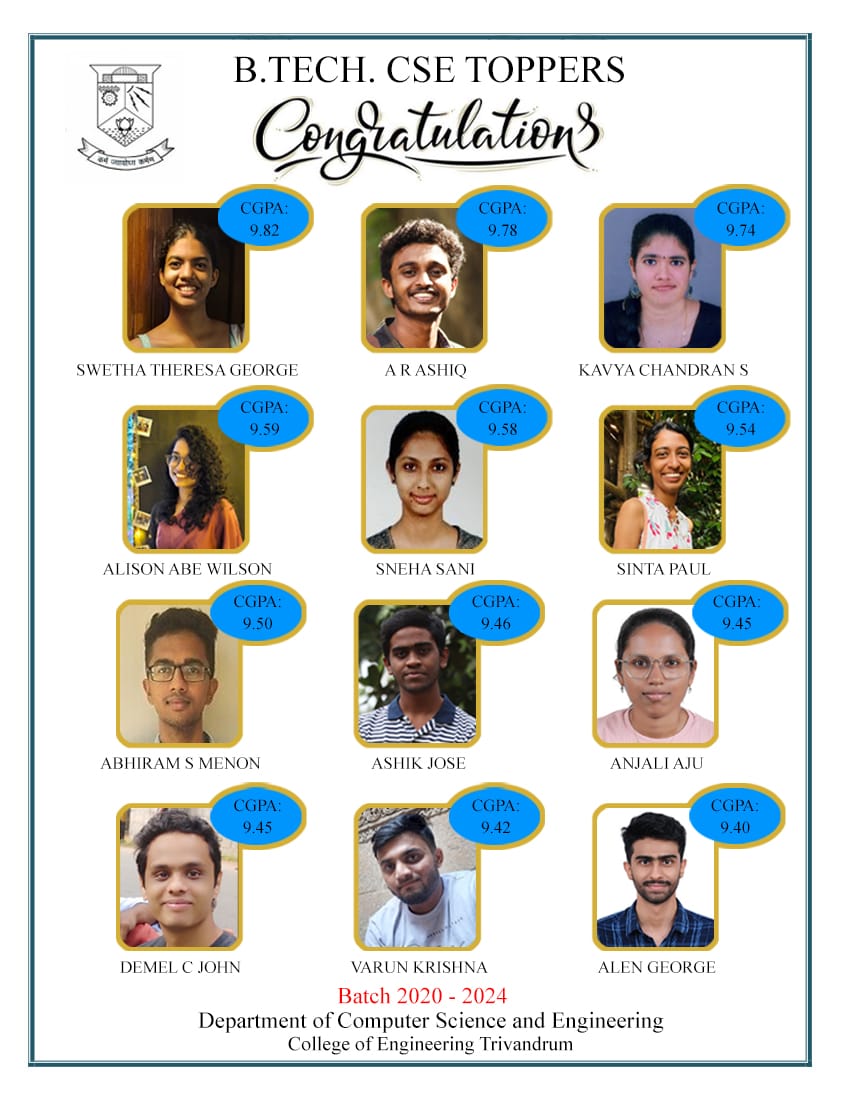 B.TECH. CSE TOPPERS
Congratulations
कर्म ज्यायोध्य कर्मणः
CGPA:
9.82
CGPA:
9.78
CGPA:
9.74
SWETHA THERESA GEORGE
A R ASHIQ
KAVYA CHANDRAN S
CGPA:
9.59
CGPA:
9.58
CGPA:
9.54
ALISON ABE WILSON
SNEHA SANI
SINTA PAUL
CGPA:
9.50
CGPA:
9.46
CGPA:
9.45
ABHIRAM S MENON
ASHIK JOSE
ANJALI AJU
CGPA:
9.45
CGPA:
9.42
CGPA:
9.40
DEMEL C JOHN
VARUN KRISHNA
ALEN GEORGE
Batch 2020 - 2024
Department of Computer Science and Engineering
College of Engineering Trivandrum